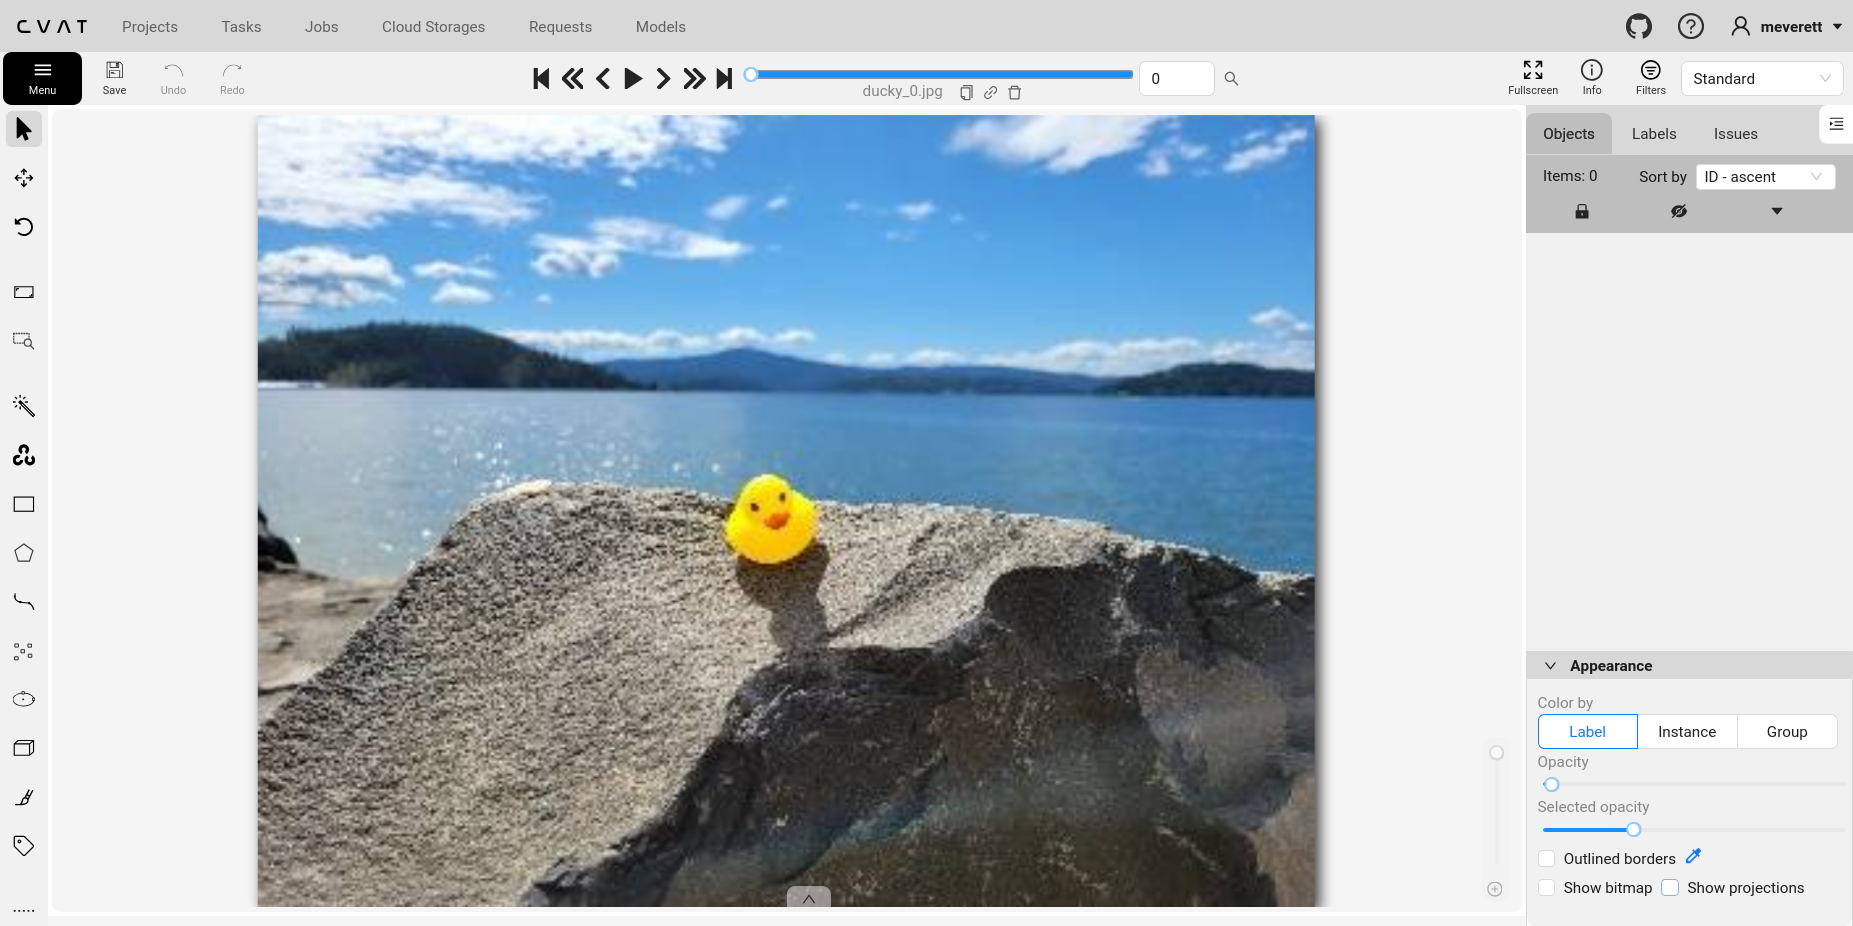 CVAT Projects Tasks Jobs Cloud Storages Requests Models meverett
Menu Save Undo Redo ducky_0.jpg 0 Fullscreen Info Filters Standard
Objects Labels Issues
Items: 0 Sort by ID - ascent
Appearance
Color by
Label Instance Group
Opacity
Selected opacity
Outlined borders
Show bitmap Show projections